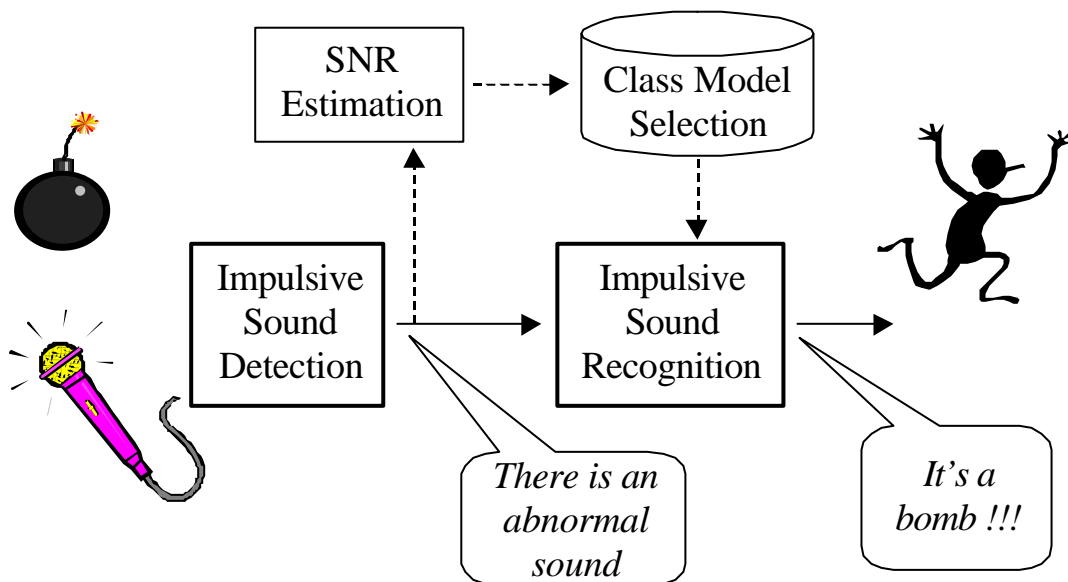 SNR
Estimation
Class Model
Selection
Impulsive
Sound
Detection
Impulsive
Sound
Recognition
There is an
abnormal
sound
It’s a
bomb !!!